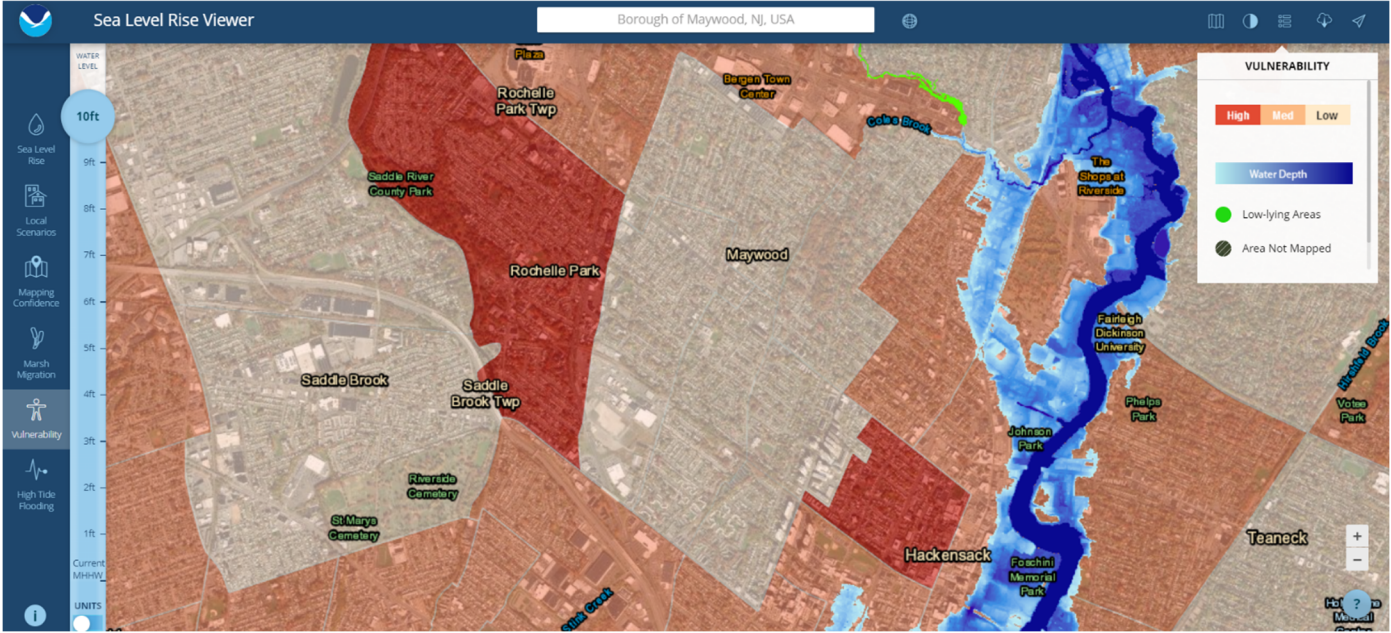 Sea Level Rise Viewer
Borough of Maywood, NJ, USA
WATER
LEVEL
10ft
9ft
8ft
7ft
6ft
5ft
4ft
3ft
2ft
1ft
Current
MHHW
UNITS
Sea Level
Rise
Local
Scenarios
Mapping
Confidence
Marsh
Migration
Vulnerability
High Tide
Flooding
i
Plaza
Rochelle
Park Twp
Bergen Town
Center
Coles Brook
Saddle River
County Park
The
Shops at
Riverside
Rochelle Park
Maywood
Fairleigh
Dickinson
University
Saddle Brook
Saddle
Brook Twp
Phelps
Park
Hirshfeld Brook
Votee
Park
Johnson
Park
Riverside
Cemetery
St Marys
Cemetery
Hackensack
Foschini
Memorial
Park
Teaneck
Stink Creek
VULNERABILITY
High Med Low
Water Depth
Low-lying Areas
Area Not Mapped
+
−
?